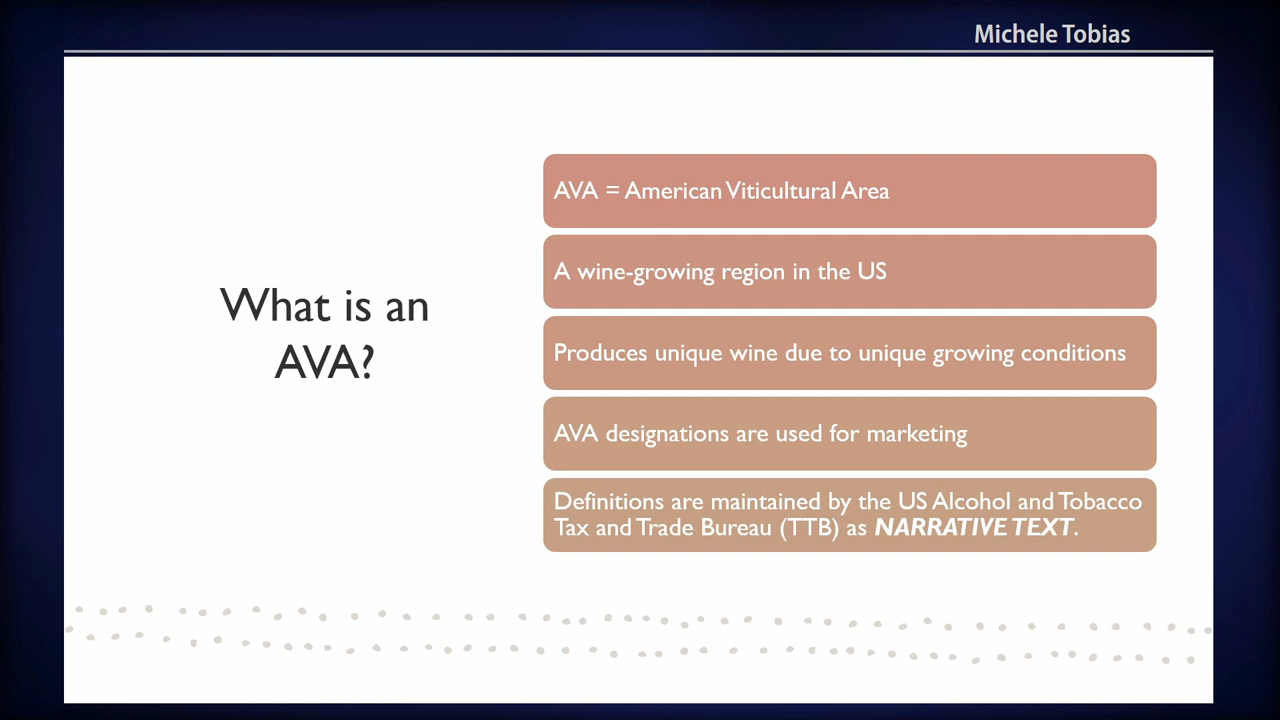 Michele Tobias
What is an
AVA?
AVA = American Viticultural Area
A wine-growing region in the US
Produces unique wine due to unique growing conditions
AVA designations are used for marketing
Definitions are maintained by the US Alcohol and Tobacco
Tax and Trade Bureau (TTB) as NARRATIVE TEXT.